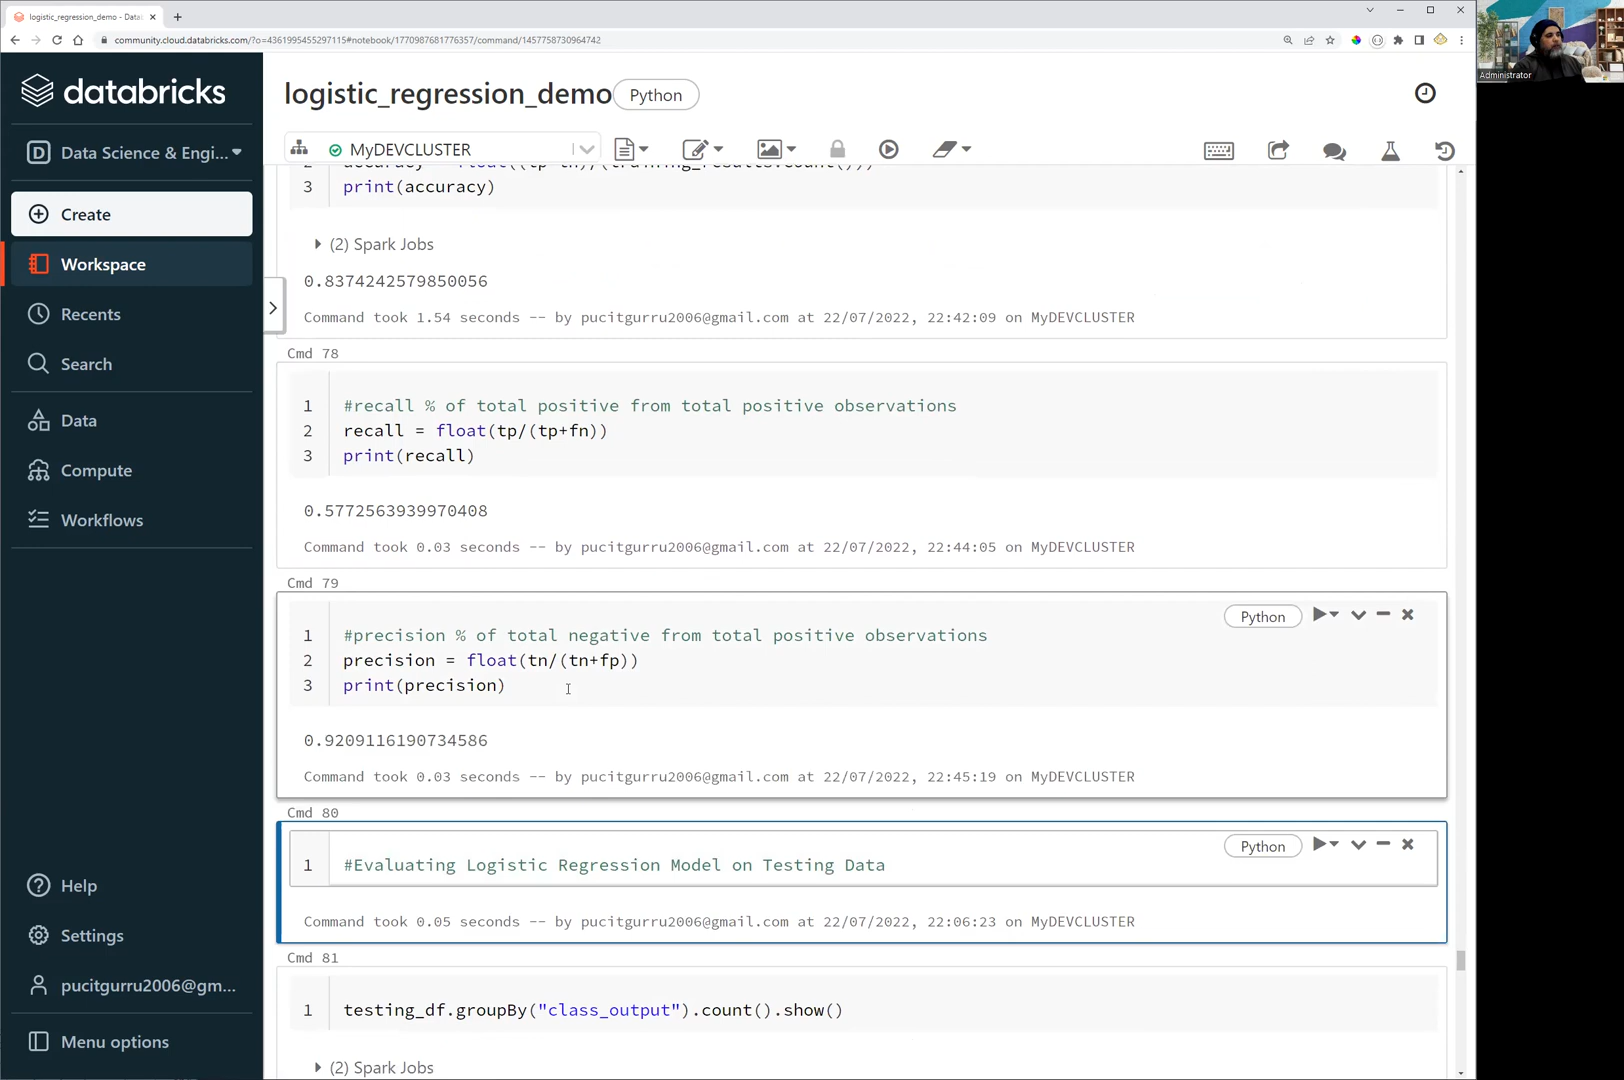 logistic_regression_demo - Data
community.cloud.databricks.com/?o=4361995455297115#notebook/1770987681776357/command/1457758730964742
Administrator
databricks
logistic_regression_demo
Python
D Data Science & Engi...
MyDEVCLUSTER
Create
Workspace
Recents
Search
Data
Compute
Workflows
Help
Settings
pucitgurru2006@gm...
Menu options
2 accuracy = float((tp+tn)/(training_results.count()))
3 print(accuracy)
(2) Spark Jobs
0.8374242579850056
Command took 1.54 seconds -- by pucitgurru2006@gmail.com at 22/07/2022, 22:42:09 on MyDEVCLUSTER
Cmd 78
1 #recall % of total positive from total positive observations
2 recall = float(tp/(tp+fn))
3 print(recall)
0.5772563939970408
Command took 0.03 seconds -- by pucitgurru2006@gmail.com at 22/07/2022, 22:44:05 on MyDEVCLUSTER
Cmd 79
Python
1 #precision % of total negative from total positive observations
2 precision = float(tn/(tn+fp))
3 print(precision)
0.9209116190734586
Command took 0.03 seconds -- by pucitgurru2006@gmail.com at 22/07/2022, 22:45:19 on MyDEVCLUSTER
Cmd 80
Python
1 #Evaluating Logistic Regression Model on Testing Data
Command took 0.05 seconds -- by pucitgurru2006@gmail.com at 22/07/2022, 22:06:23 on MyDEVCLUSTER
Cmd 81
1 testing_df.groupBy("class_output").count().show()
(2) Spark Jobs